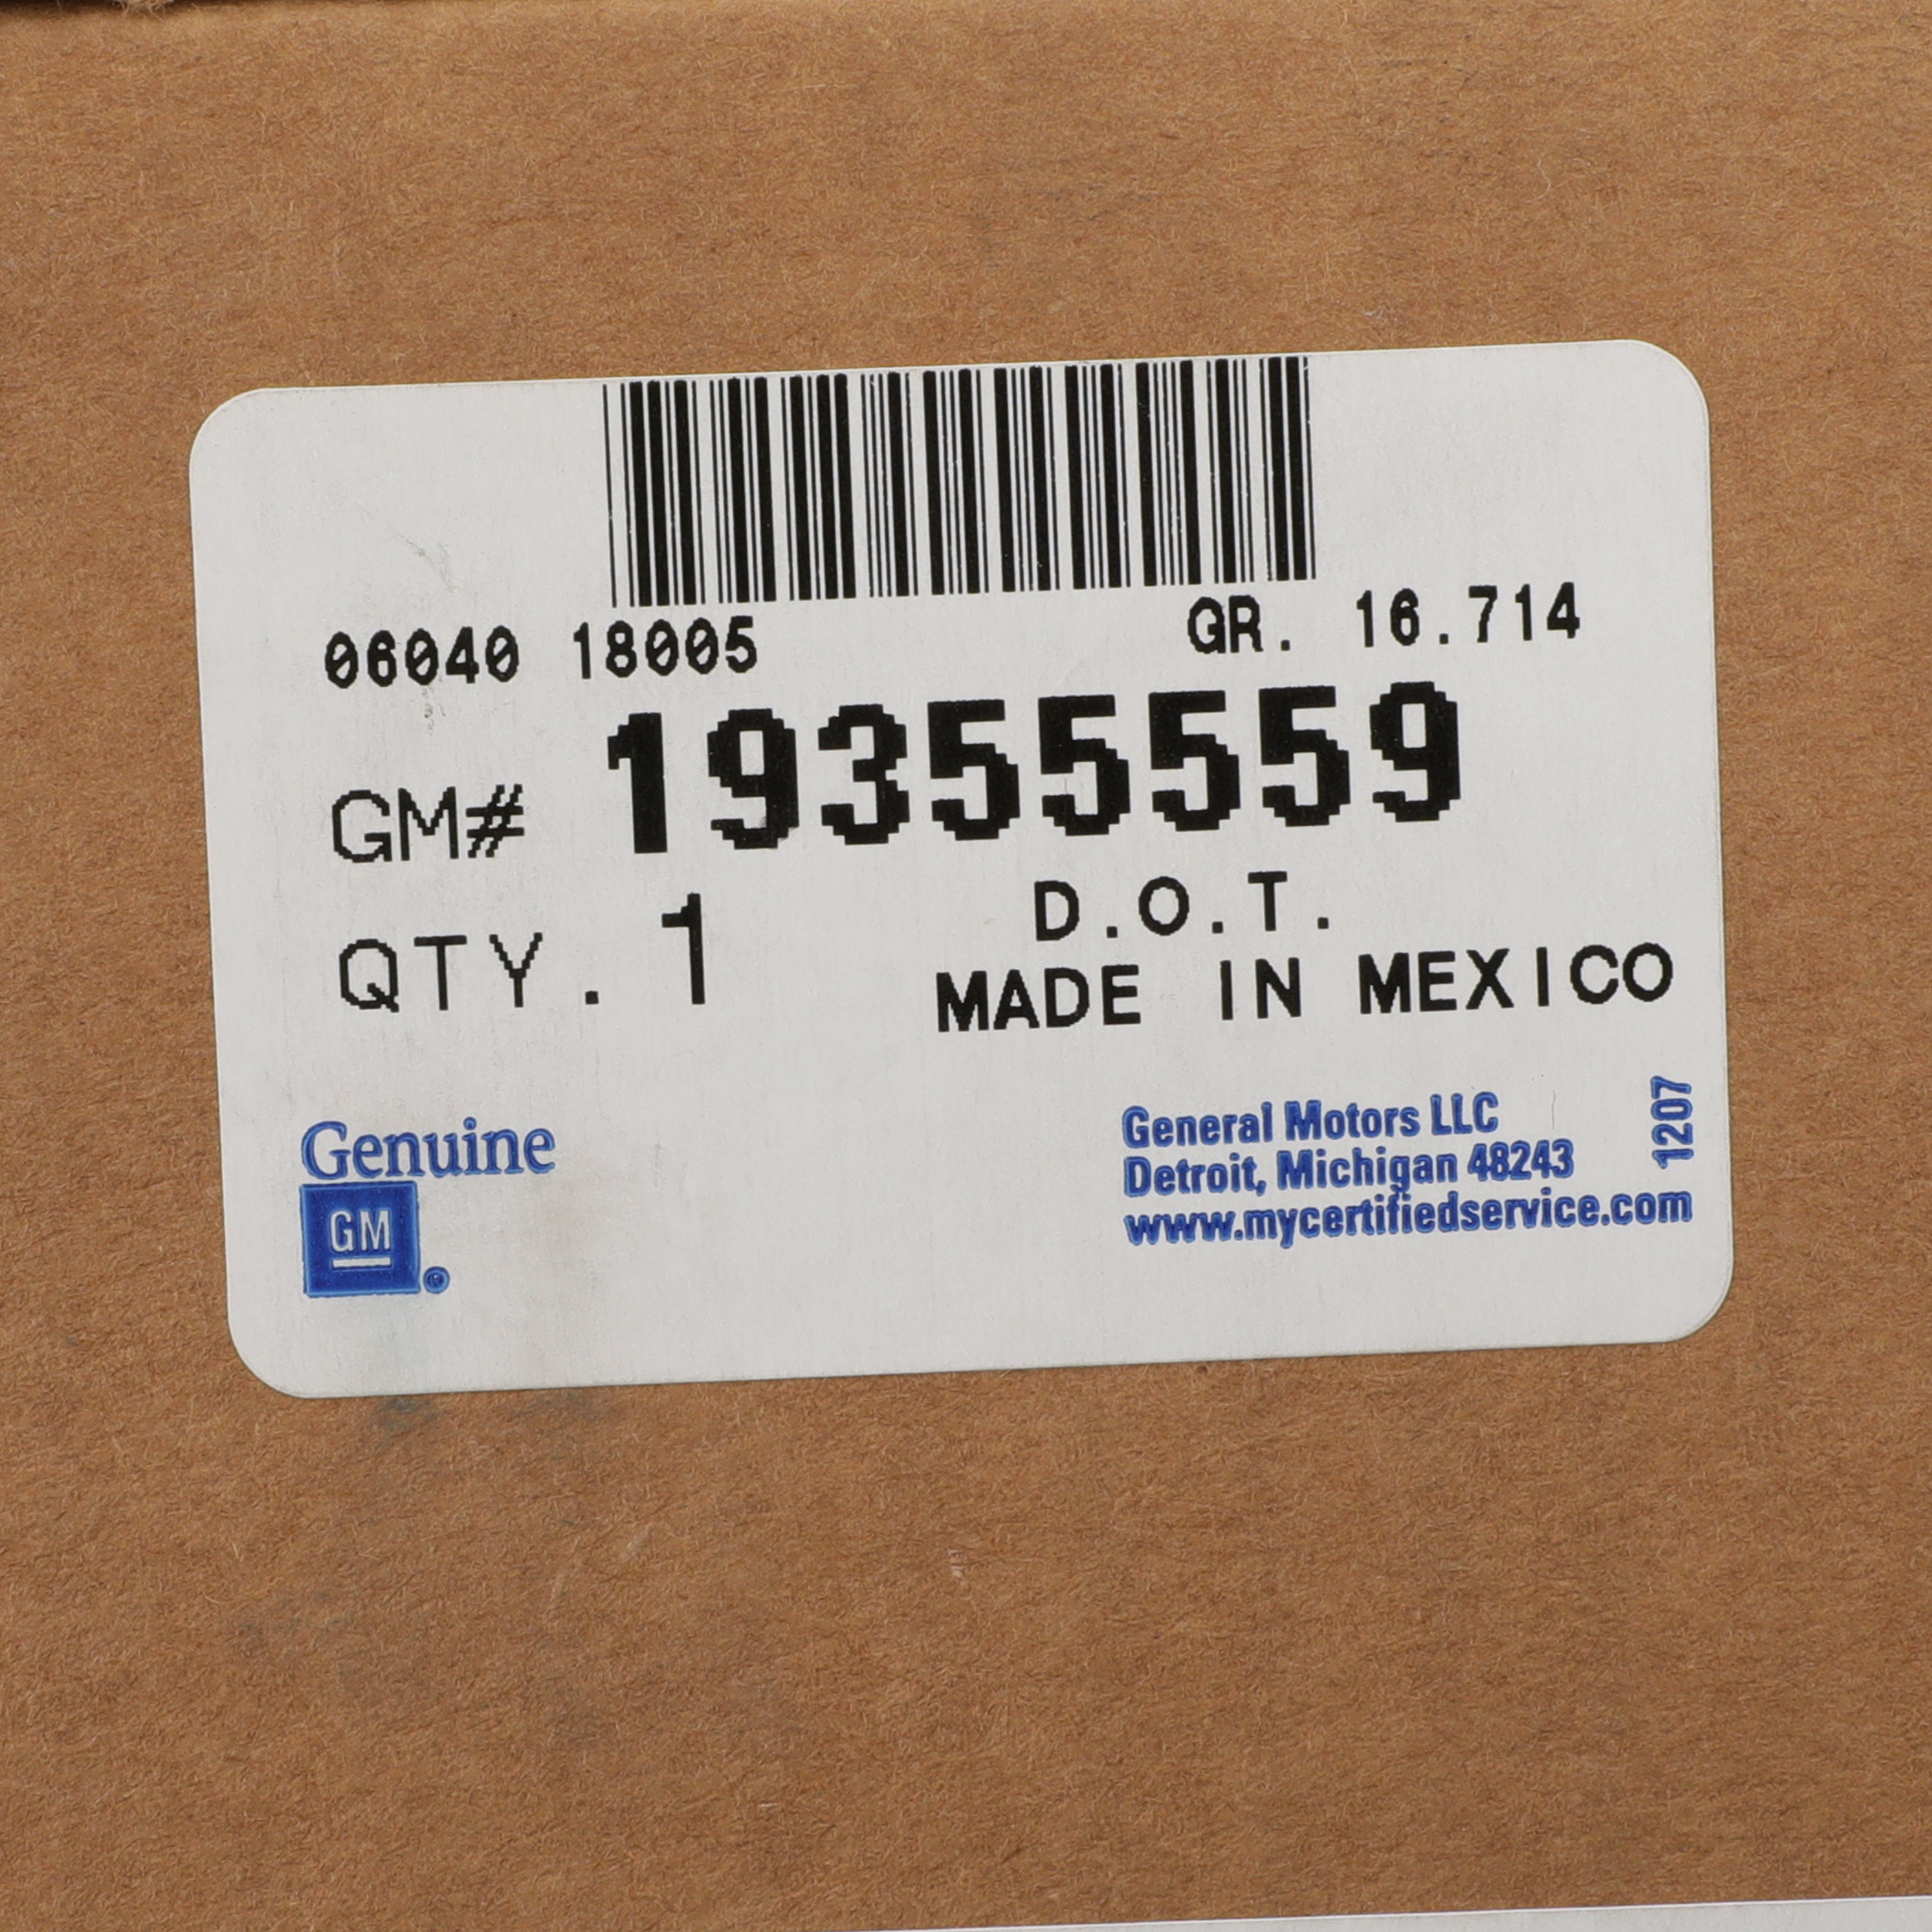 06040 18005 GR. 16.714
GM# 19355559
QTY. 1 D.O.T.
MADE IN MEXICO
Genuine
GM
®
General Motors LLC
Detroit, Michigan 48243
www.mycertifiedservice.com
1207